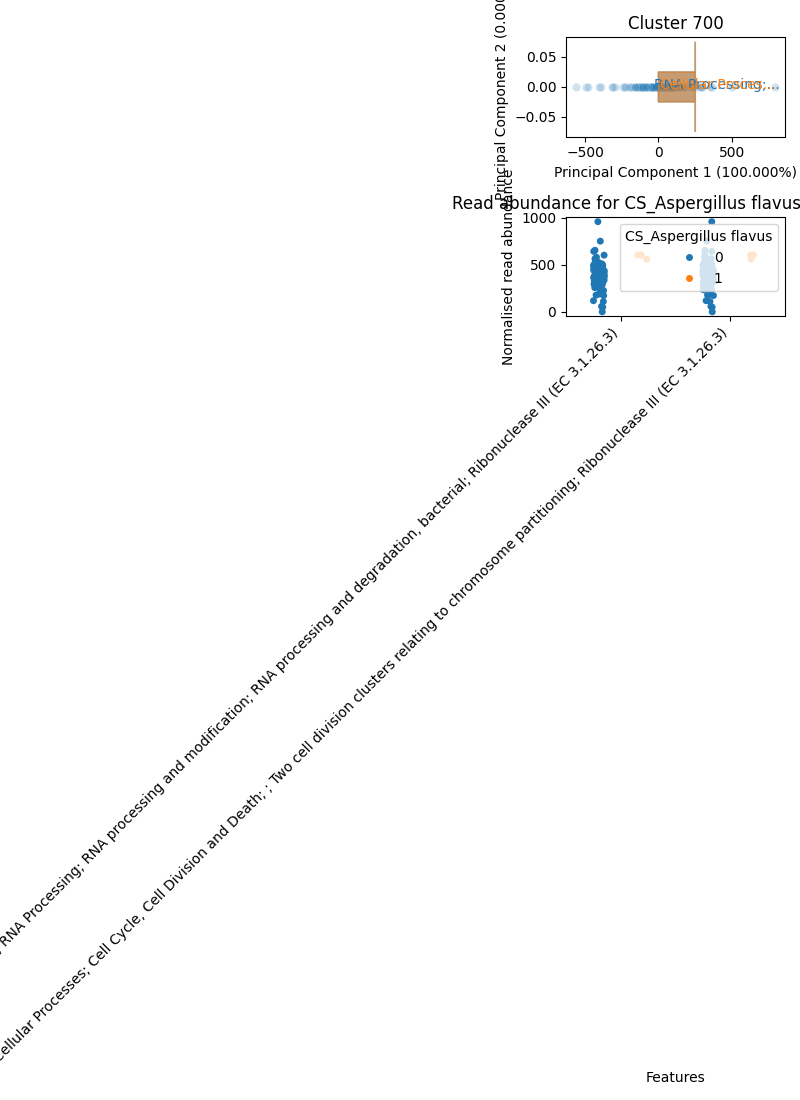 Cluster 700
Principal Component 2 (0.000
0.05
0.00
−0.05
RNA Processing;...
−500
0
500
Principal Component 1 (100.000%)
Read abundance for CS_Aspergillus flavus
Normalised read abundance
1000
500
0
CS_Aspergillus flavus
0
1
RNA Processing; RNA processing and modification; RNA processing and degradation, bacterial; Ribonuclease III (EC 3.1.26.3)
Cellular Processes; Cell Cycle, Cell Division and Death; ; Two cell division clusters relating to chromosome partitioning; Ribonuclease III (EC 3.1.26.3)
Features